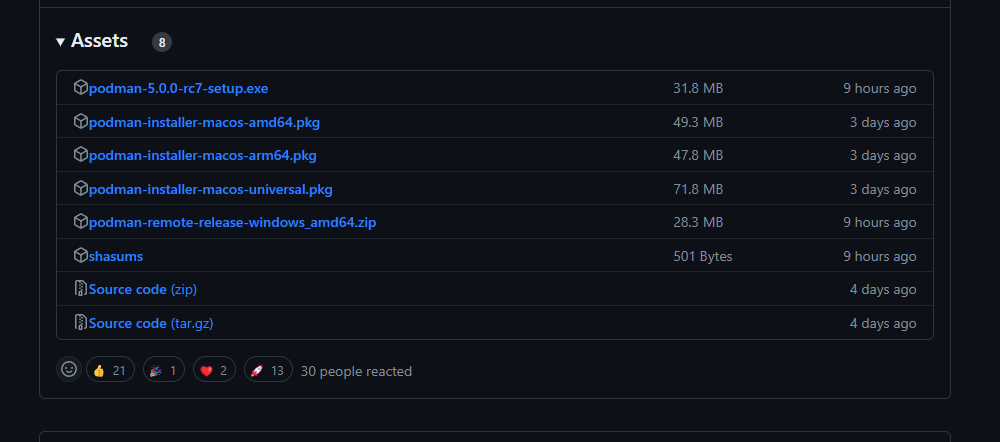 Assets 8
podman-5.0.0-rc7-setup.exe 31.8 MB 9 hours ago
podman-installer-macos-amd64.pkg 49.3 MB 3 days ago
podman-installer-macos-arm64.pkg 47.8 MB 3 days ago
podman-installer-macos-universal.pkg 71.8 MB 3 days ago
podman-remote-release-windows_amd64.zip 28.3 MB 9 hours ago
shasums 501 Bytes 9 hours ago
Source code (zip) 4 days ago
Source code (tar.gz) 4 days ago
21 1 2 13 30 people reacted